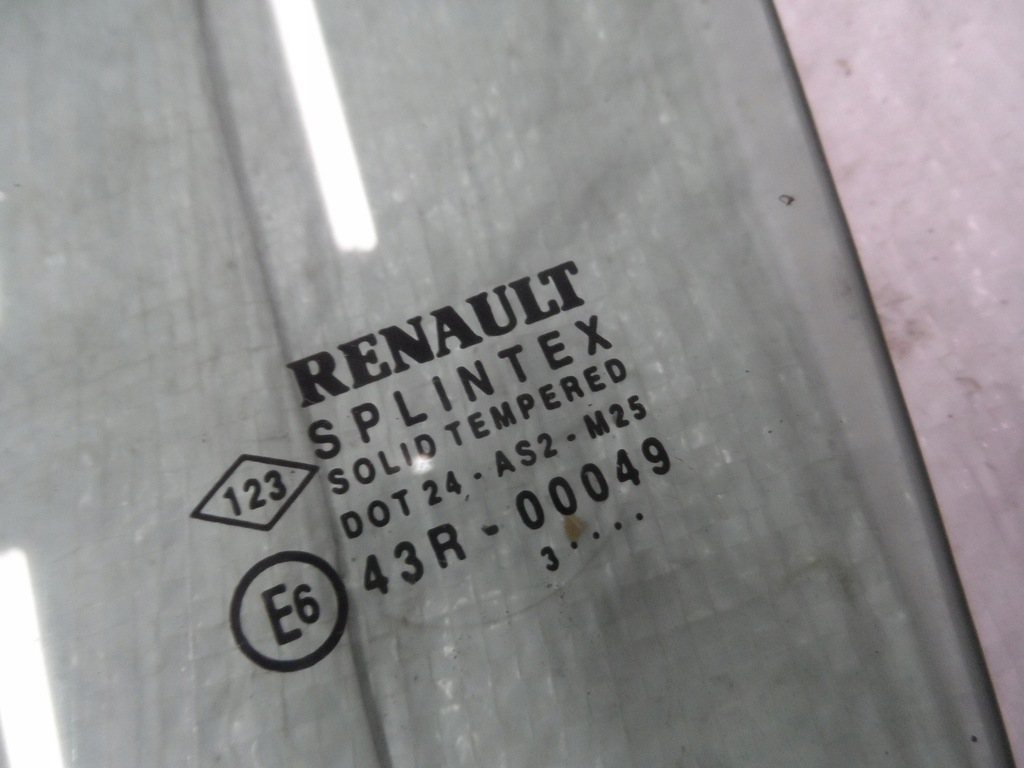 RENAULT
SPLINTEX
SOLID TEMPERED
123
DOT 24 - AS2 - M25
43R - 00049
E6
3....